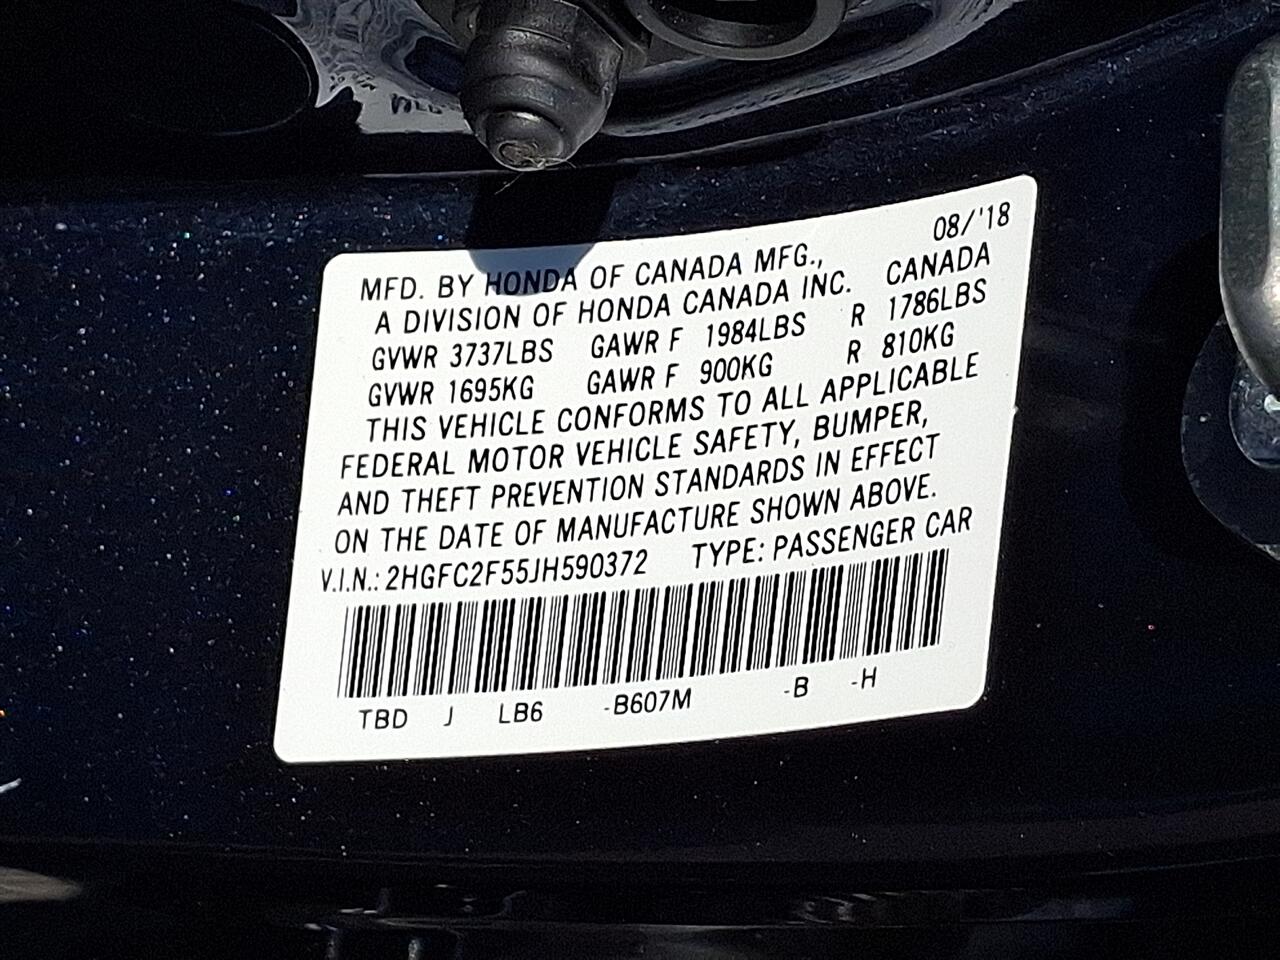 08/'18
MFD. BY HONDA OF CANADA MFG.,
A DIVISION OF HONDA CANADA INC. CANADA
GVWR 3737LBS GAWR F 1984LBS R 1786LBS
GVWR 1695KG GAWR F 900KG R 810KG
THIS VEHICLE CONFORMS TO ALL APPLICABLE
FEDERAL MOTOR VEHICLE SAFETY, BUMPER,
AND THEFT PREVENTION STANDARDS IN EFFECT
ON THE DATE OF MANUFACTURE SHOWN ABOVE.
V.I.N.: 2HGFC2F55JH590372 TYPE: PASSENGER CAR
TBD J LB6 -B607M -B -H